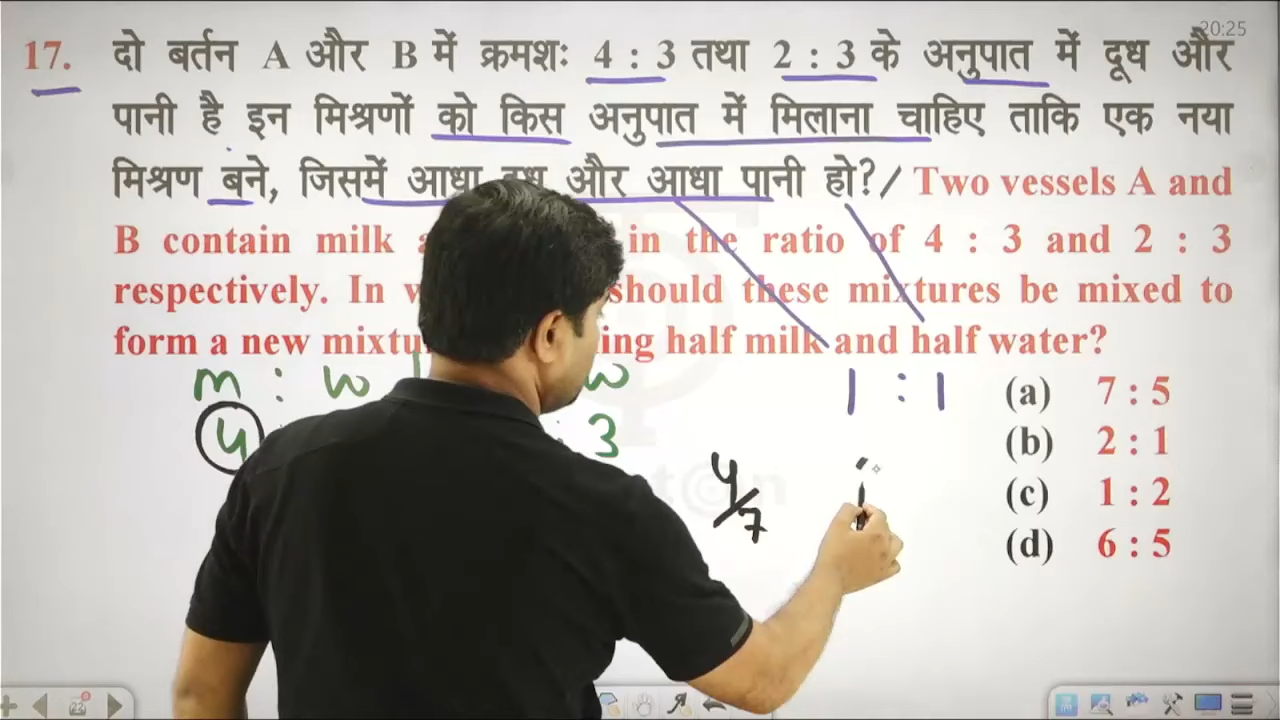 20:25
17. दो बर्तन A और B में क्रमशः 4 : 3 तथा 2 : 3 के अनुपात में दूध और
पानी है इन मिश्रणों को किस अनुपात में मिलाना चाहिए ताकि एक नया
मिश्रण बने, जिसमें आधा दूध और आधा पानी हो?/ Two vessels A and
B contain milk in the ratio of 4 : 3 and 2 : 3
respectively. In should these mixtures be mixed to
form a new half milk and half water?
m : w w
4 : 3
1 : 1
4/7
(a) 7 : 5
(b) 2 : 1
(c) 1 : 2
(d) 6 : 5
22